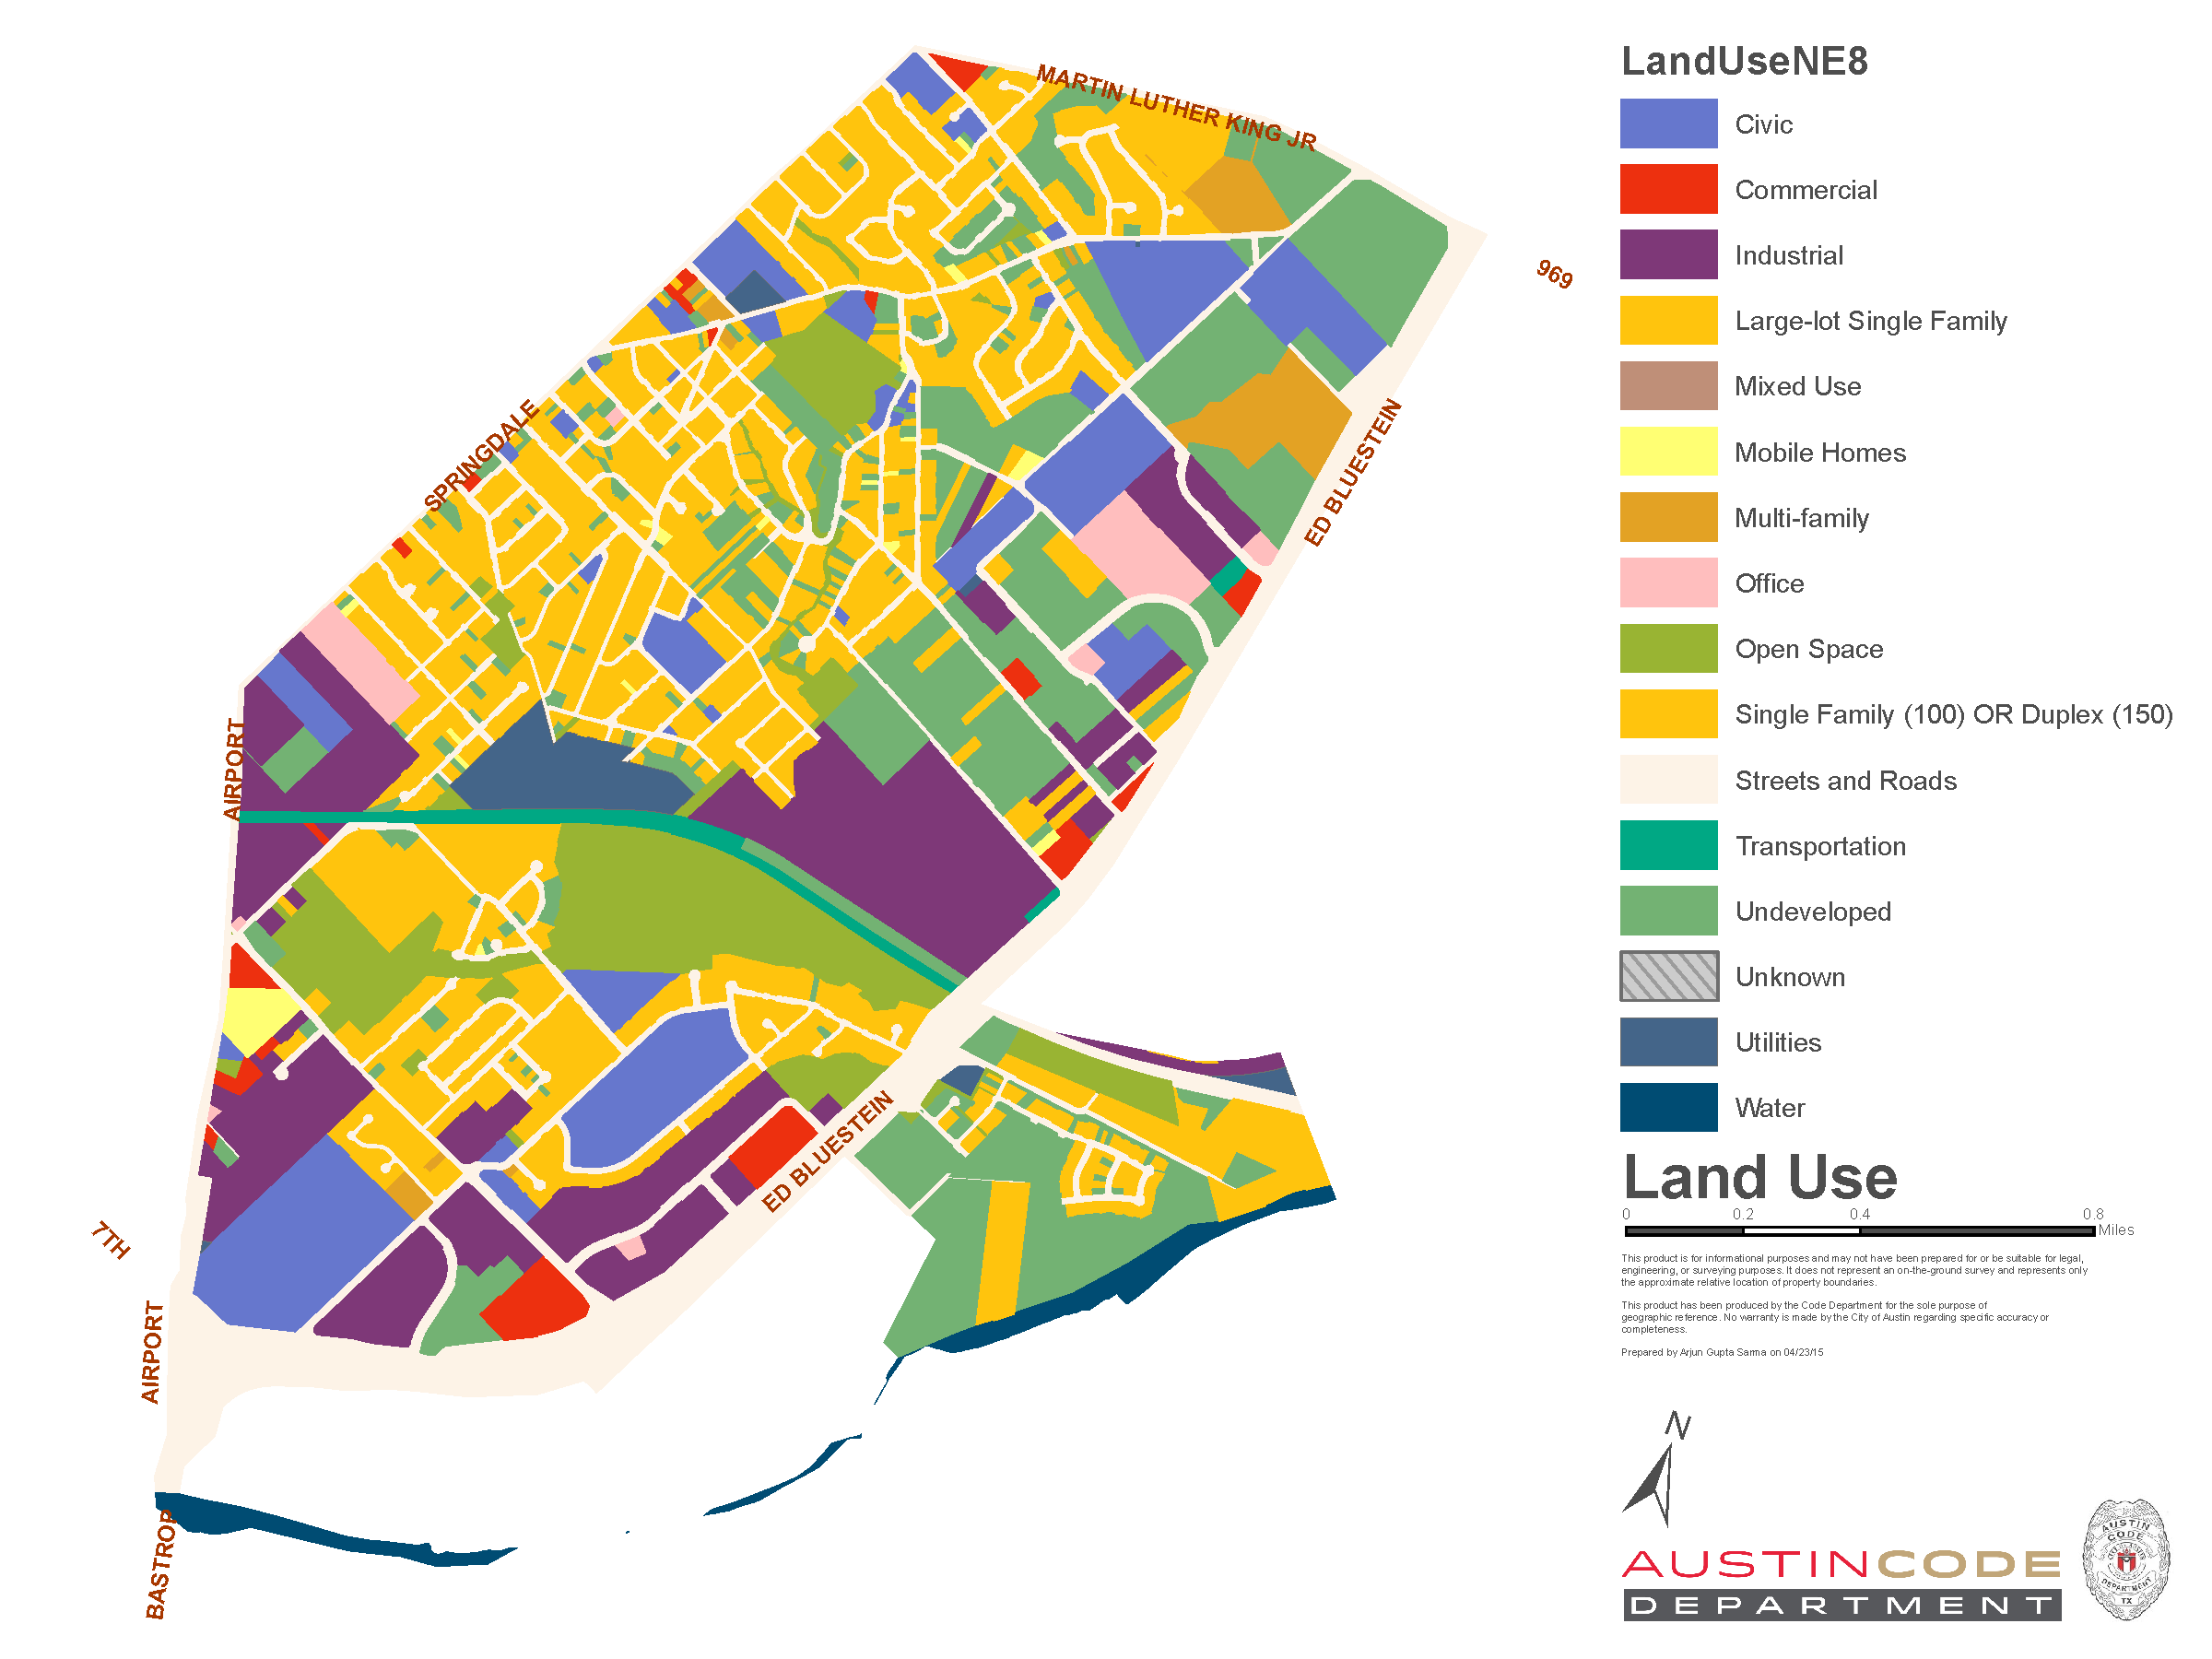 LandUseNE8
Civic
Commercial
Industrial
Large-lot Single Family
Mixed Use
Mobile Homes
Multi-family
Office
Open Space
Single Family (100) OR Duplex (150)
Streets and Roads
Transportation
Undeveloped
Unknown
Utilities
Water
Land Use
0 0.2 0.4 0.8
Miles
This product is for informational purposes and may not have been prepared for or be suitable for legal,
engineering, or surveying purposes. It does not represent an on-the-ground survey and represents only
the approximate relative location of property boundaries.
This product has been produced by the Code Department for the sole purpose of
geographic reference. No warranty is made by the City of Austin regarding specific accuracy or
completeness.
Prepared by Arjun Gupta Sarma on 04/23/15
N
AUSTINCODE
DEPARTMENT
AUSTIN
CODE
DEPARTMENT
TX
MARTIN LUTHER KING JR
969
SPRINGDALE
ED BLUESTEIN
AIRPORT
ED BLUESTEIN
7TH
AIRPORT
BASTROP